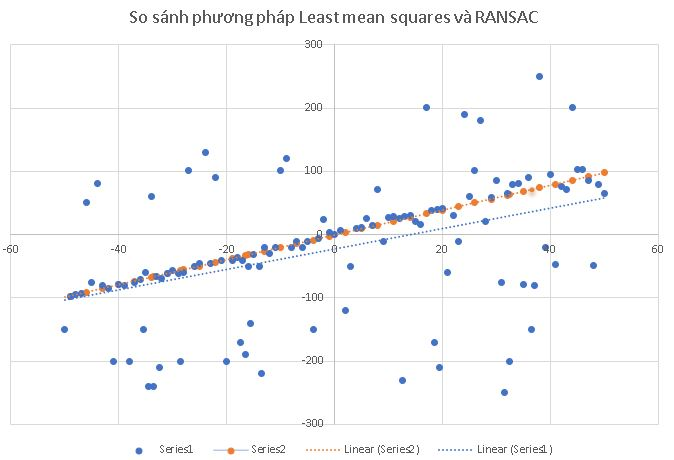 So sánh phương pháp Least mean squares và RANSAC
300
200
100
0
-60 -40 -20 0 20 40 60
-100
-200
-300
Series1 Series2 Linear (Series2) Linear (Series1)